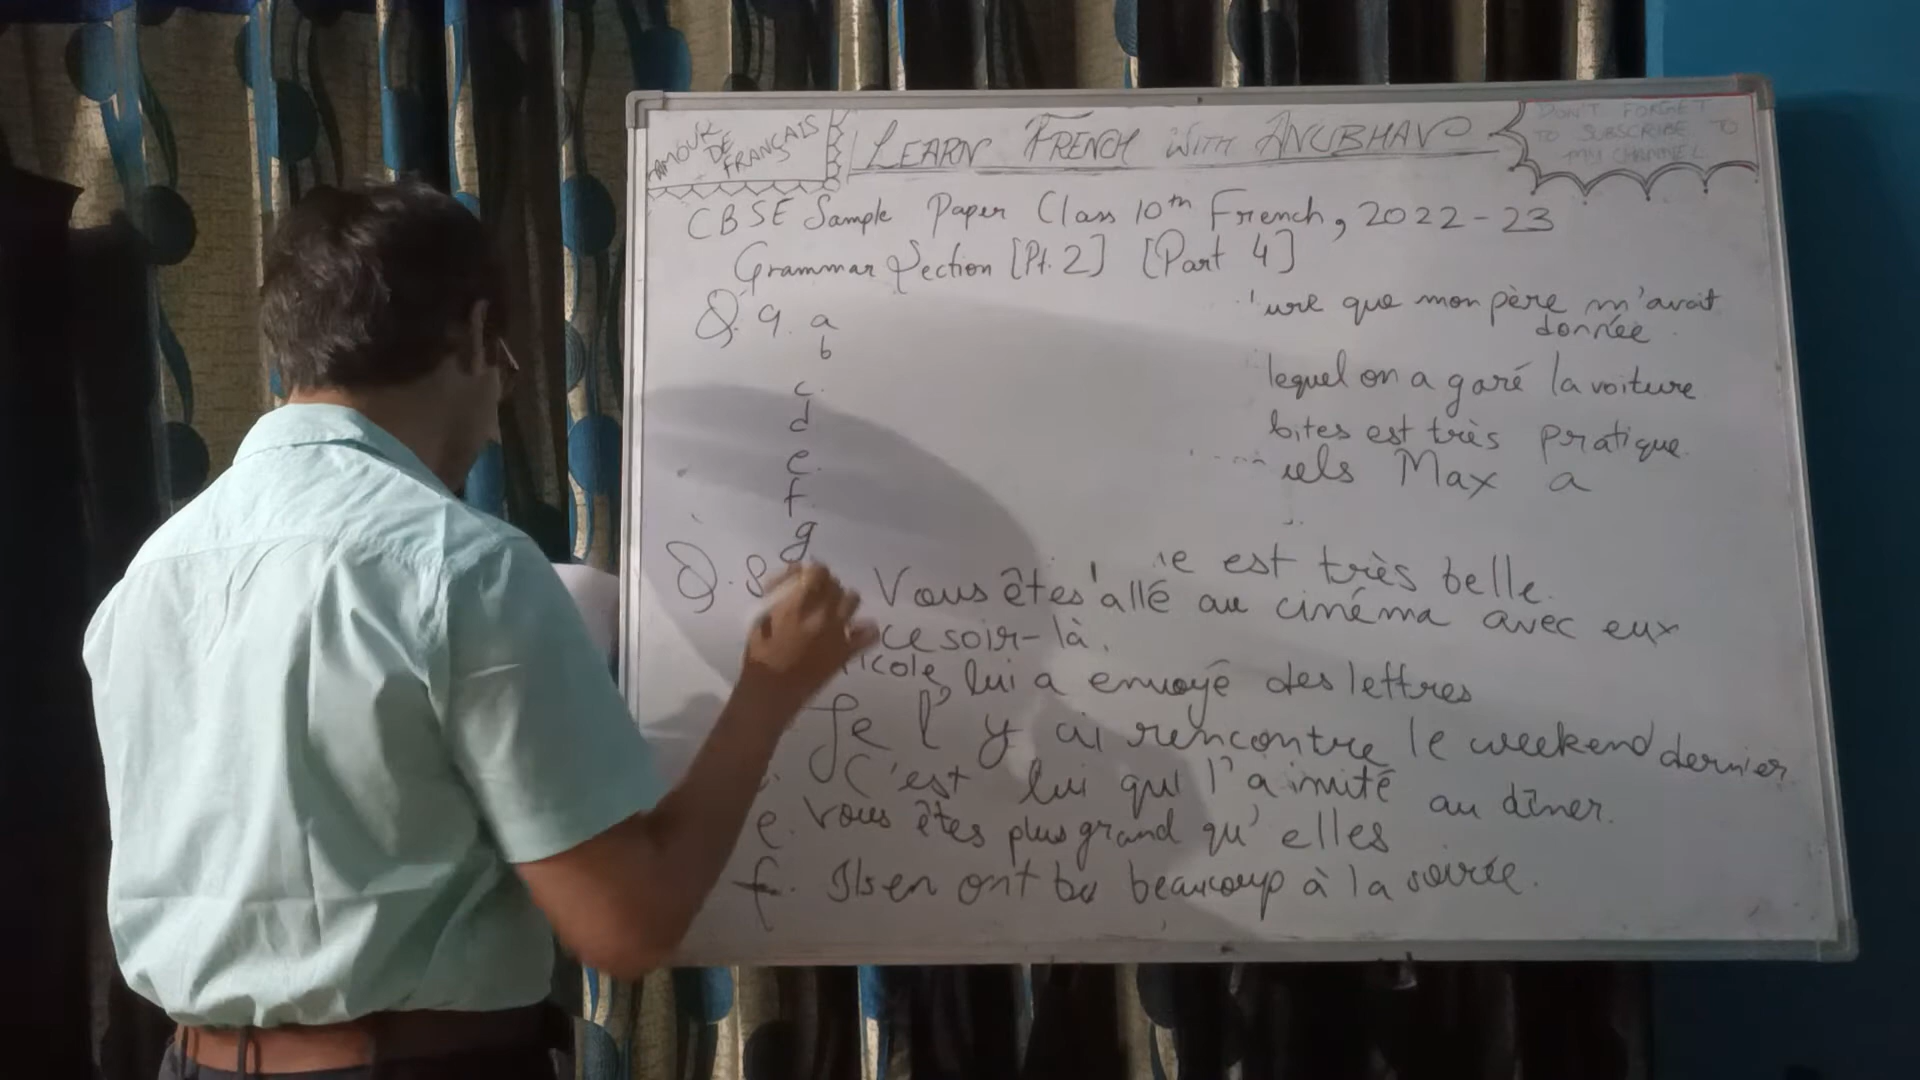 AMOUR
DE
FRANÇAIS
LEARN FRENCH WITH ANUBHAV
DON'T FORGET
TO SUBSCRIBE TO
MY CHANNEL
CBSE Sample Paper Class 10th French, 2022-23
Grammar Section [Pt. 2] [Part 4]
Q. 9. a
'ure que mon père m'avait
donnée
b
lequel on a garé la voiture
c.
d
bites est très pratique.
e.
uels Max a
f.
g
ie est très belle.
Q. 8 Vous êtes allé au cinéma avec eux
ce soir-là.
icole lui a envoyé des lettres
Je l'y ai rencontre le weekend dernier
C'est lui qui l'a invité au dîner.
e. Vous êtes plus grand qu'elles
f. Ils en ont bu beaucoup à la soirée.